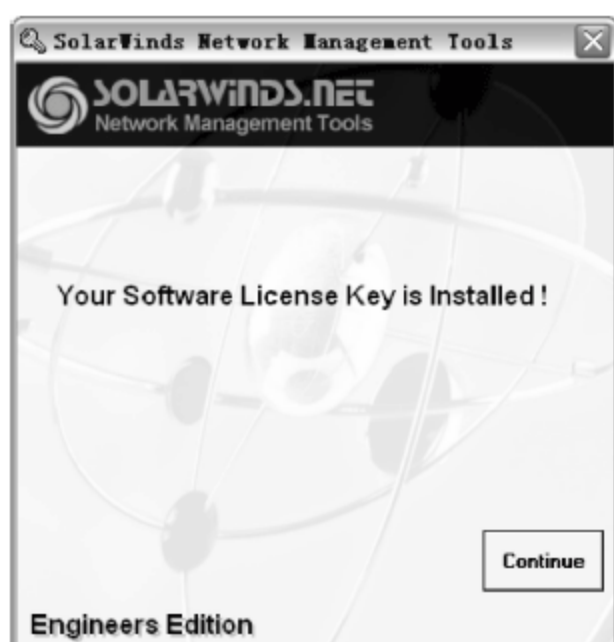 SolarWinds Network Management Tools
SOLARWINDS.NET
Network Management Tools
Your Software License Key is Installed !
Continue
Engineers Edition